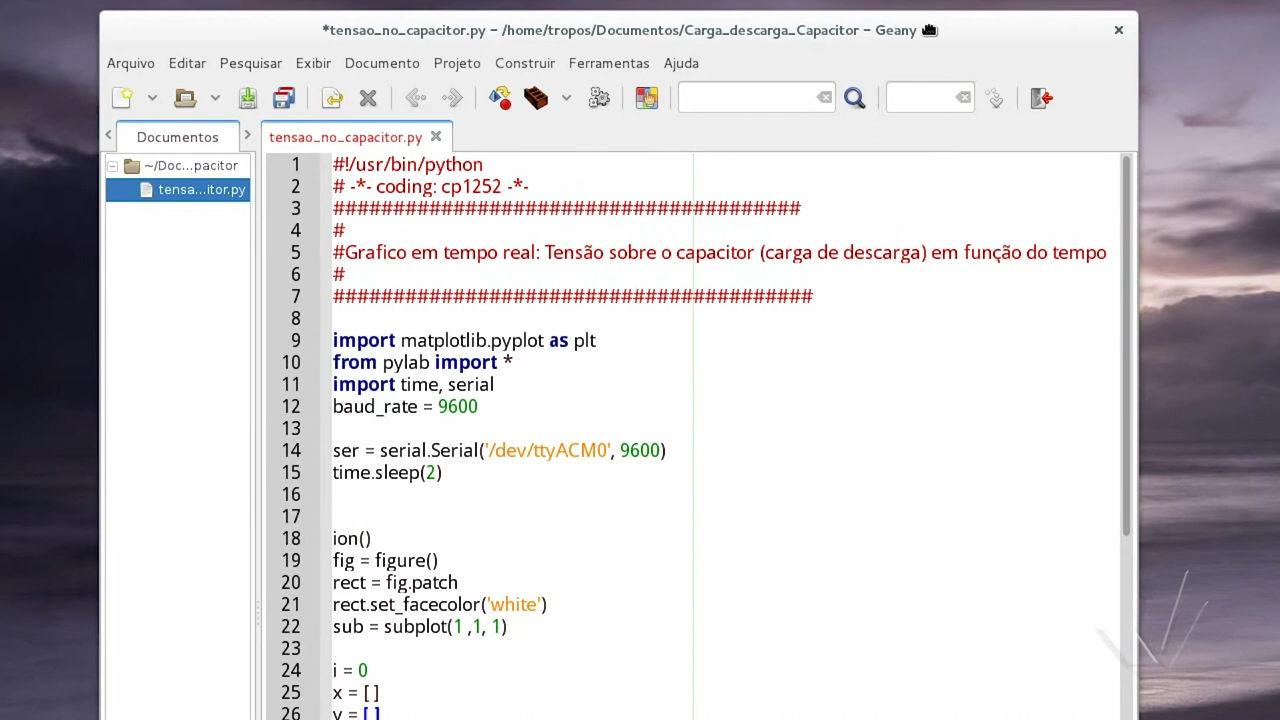 *tensao_no_capacitor.py – /home/tropos/Documentos/Carga_descarga_Capacitor – Geany
Arquivo Editar Pesquisar Exibir Documento Projeto Construir Ferramentas Ajuda
Documentos
tensao_no_capacitor.py
~/Doc...pacitor
tensa...itor.py
1 #!/usr/bin/python
2 # -*- coding: cp1252 -*-
3 #######################################
4 #
5 #Grafico em tempo real: Tensão sobre o capacitor (carga de descarga) em função do tempo
6 #
7 ########################################
8
9 import matplotlib.pyplot as plt
10 from pylab import *
11 import time, serial
12 baud_rate = 9600
13
14 ser = serial.Serial('/dev/ttyACM0', 9600)
15 time.sleep(2)
16
17
18 ion()
19 fig = figure()
20 rect = fig.patch
21 rect.set_facecolor('white')
22 sub = subplot(1 ,1, 1)
23
24 i = 0
25 x = [ ]
26 y = [ ]